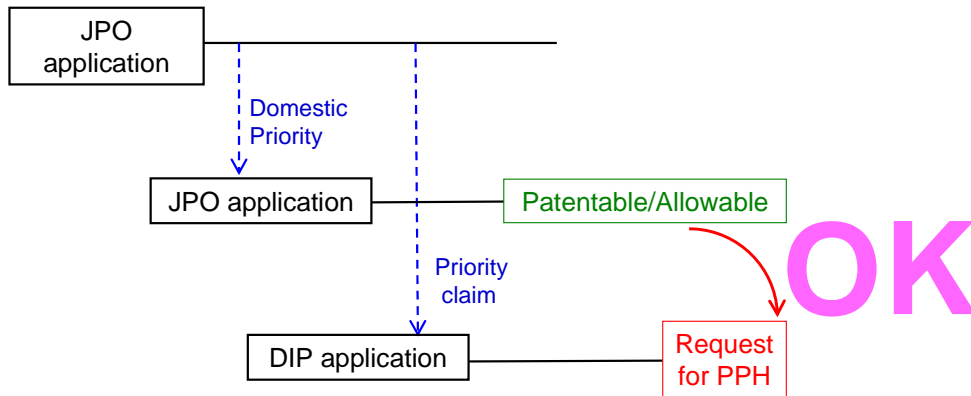 JPO
application
Domestic
Priority
JPO application
Patentable/Allowable
OK
Priority
claim
DIP application
Request
for PPH